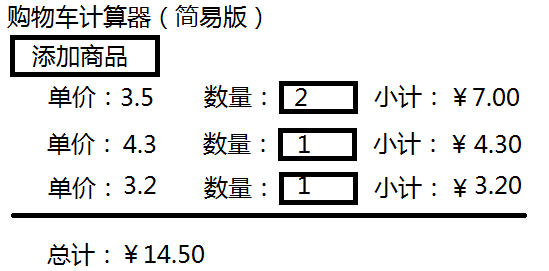 购物车计算器（简易版）
添加商品
单价：3.5 数量：2 小计：￥7.00
单价：4.3 数量：1 小计：￥4.30
单价：3.2 数量：1 小计：￥3.20
总计：￥14.50